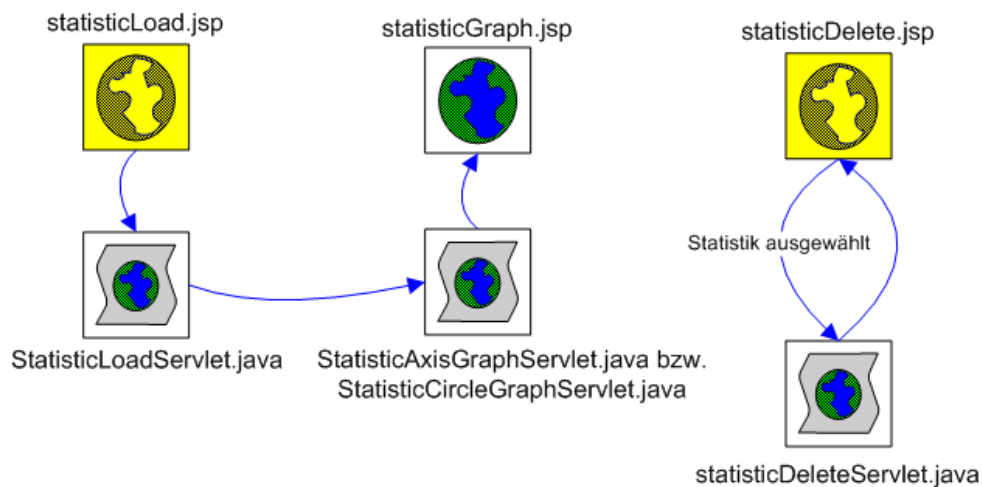 statisticLoad.jsp
statisticGraph.jsp
statisticDelete.jsp
Statistik ausgewählt
StatisticLoadServlet.java
StatisticAxisGraphServlet.java bzw.
StatisticCircleGraphServlet.java
statisticDeleteServlet.java